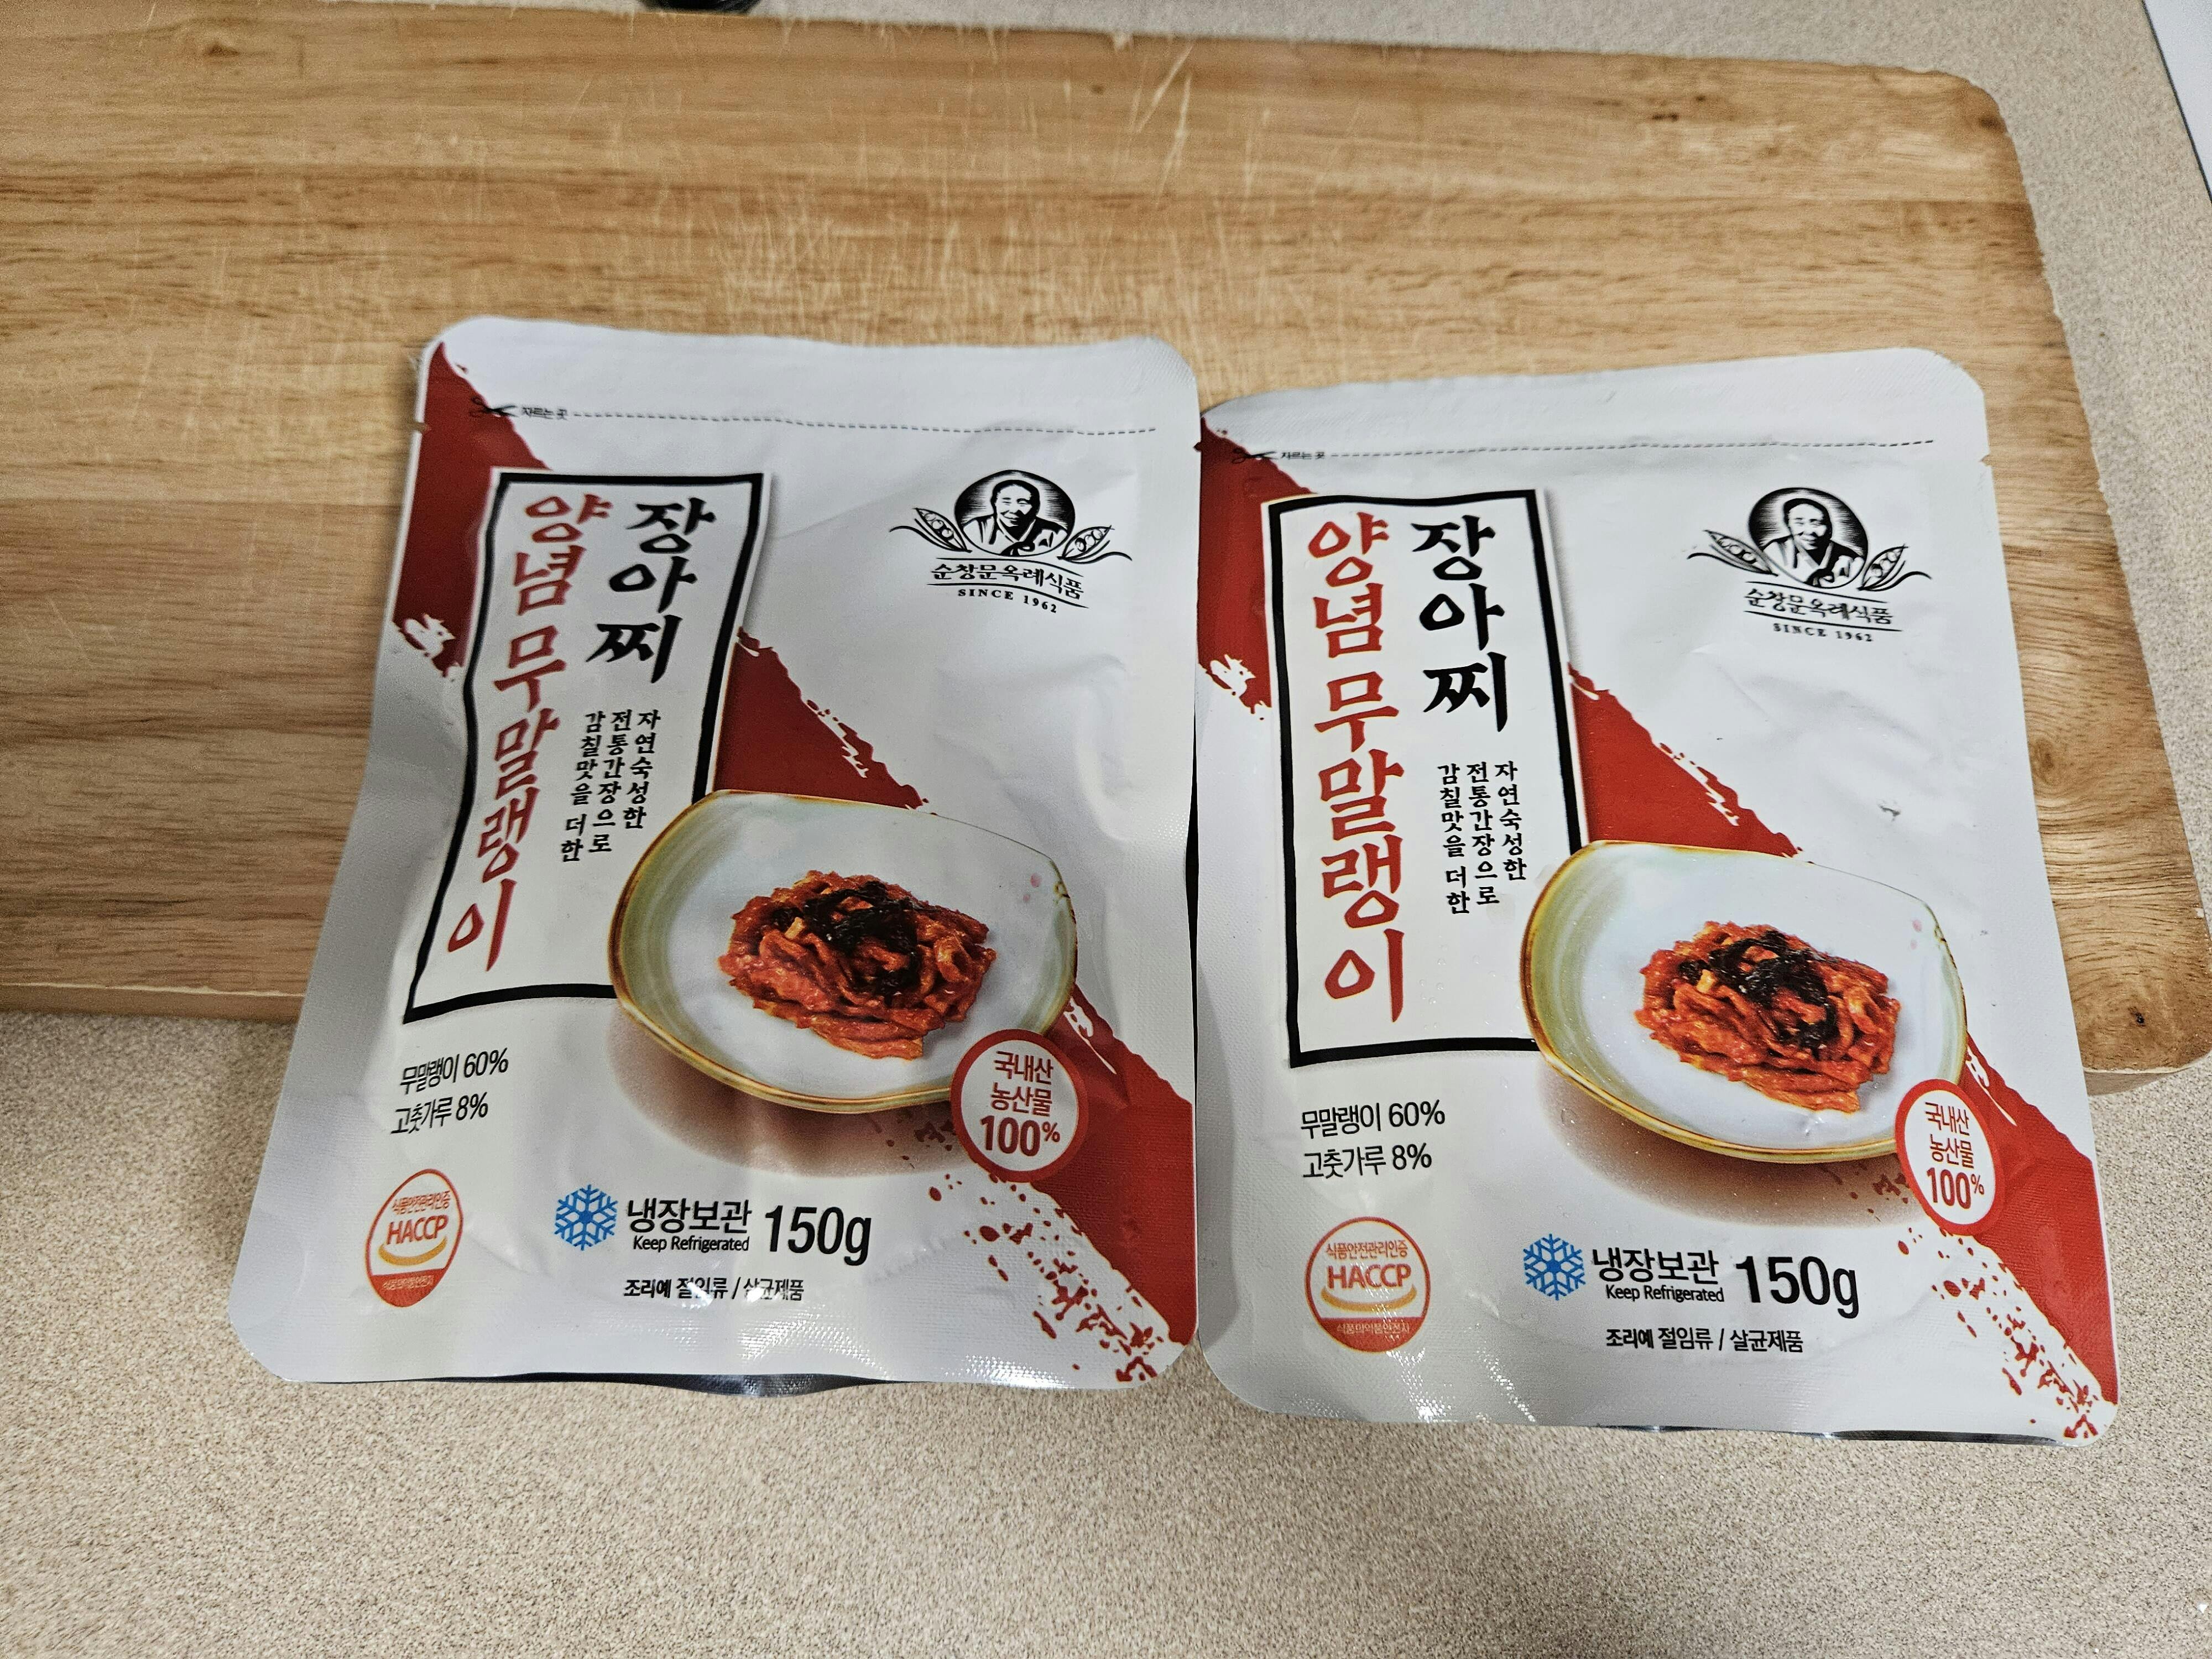 자르는 곳
장아찌
양념 무말랭이
자연숙성한
전통간장으로
감칠맛을 더한
순창문옥례식품
SINCE 1962
무말랭이 60%
고춧가루 8%
국내산
농산물
100%
식품안전관리인증
HACCP
냉장보관
Keep Refrigerated
150g
조리예 절임류 / 살균제품
자르는 곳
장아찌
양념 무말랭이
자연숙성한
전통간장으로
감칠맛을 더한
순창문옥례식품
SINCE 1962
무말랭이 60%
고춧가루 8%
국내산
농산물
100%
식품안전관리인증
HACCP
식품의약품안전처
냉장보관
Keep Refrigerated
150g
조리예 절임류 / 살균제품